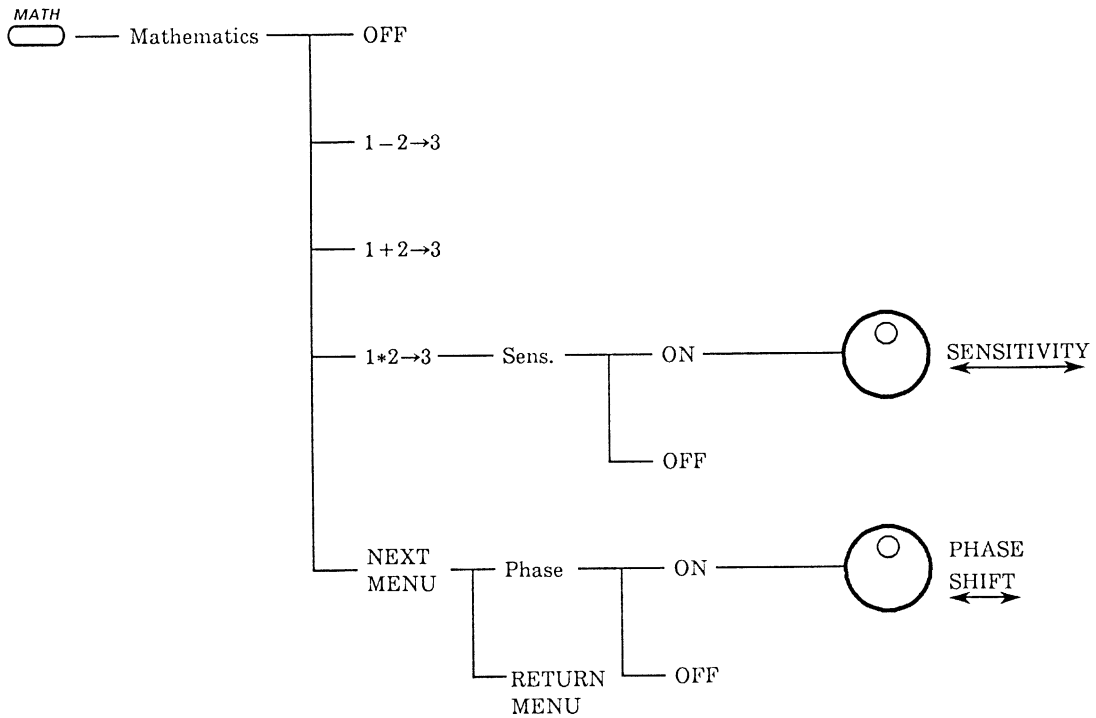 MATH
Mathematics
OFF
1−2→3
1+2→3
1*2→3
Sens.
ON
SENSITIVITY
OFF
NEXT
MENU
Phase
ON
PHASE
SHIFT
RETURN
MENU
OFF